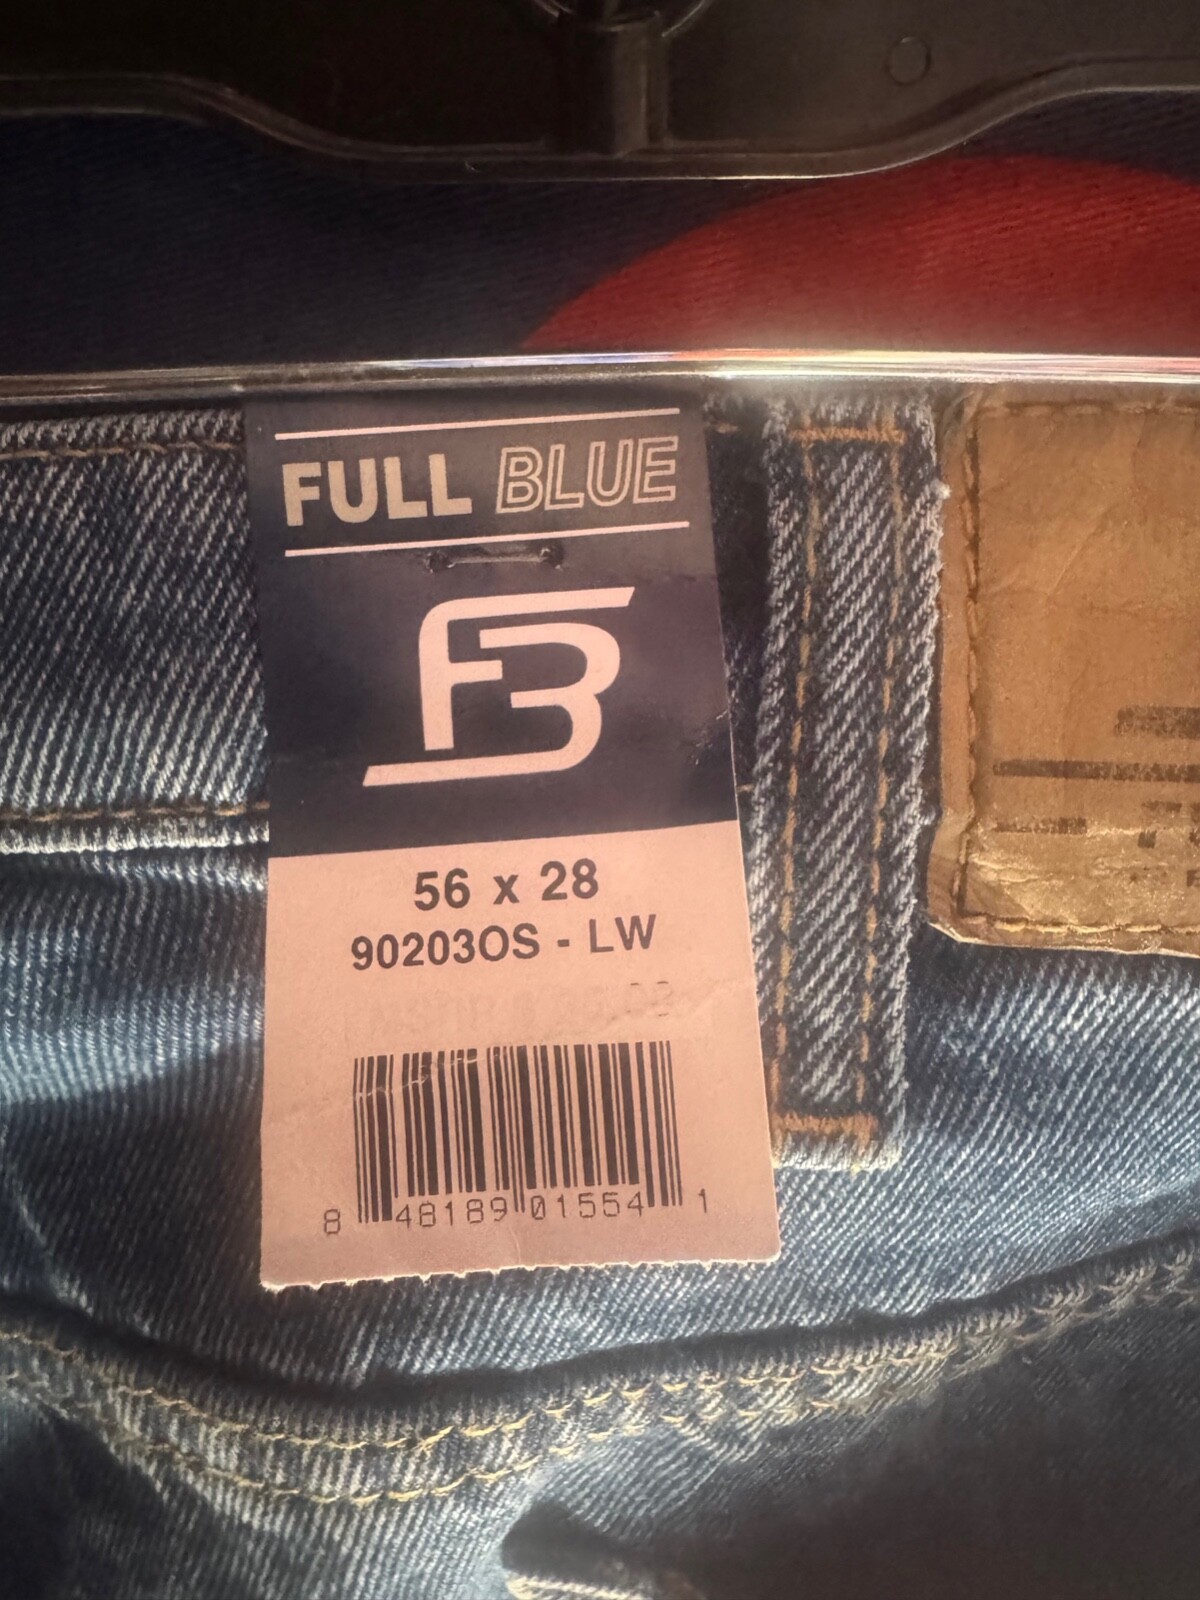 FULL BLUE
FB
56 x 28
90203OS - LW
8 48189 01554 1